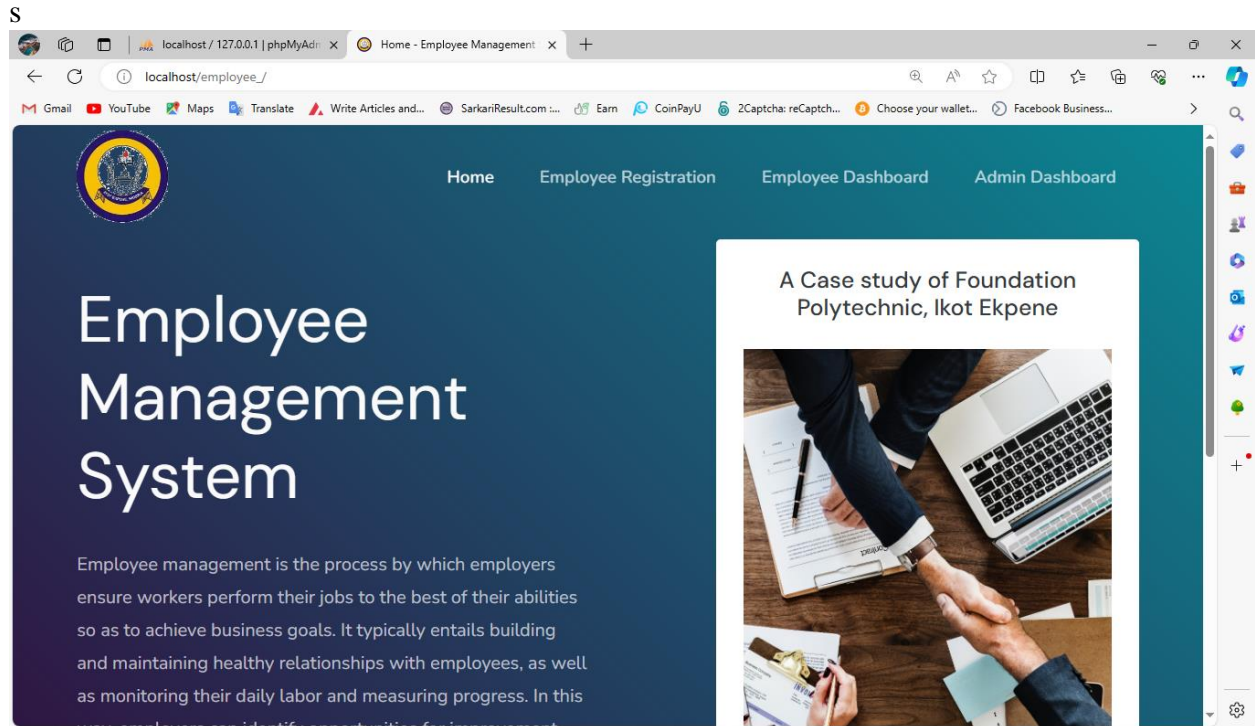 s
localhost / 127.0.0.1 | phpMyAdn
Home - Employee Management
localhost/employee_/
Gmail YouTube Maps Translate Write Articles and... SarkariResult.com :... Earn CoinPayU 2Captcha: reCaptch... Choose your wallet... Facebook Business...
Home Employee Registration Employee Dashboard Admin Dashboard
Employee
Management
System
Employee management is the process by which employers
ensure workers perform their jobs to the best of their abilities
so as to achieve business goals. It typically entails building
and maintaining healthy relationships with employees, as well
as monitoring their daily labor and measuring progress. In this
A Case study of Foundation
Polytechnic, Ikot Ekpene
Contract